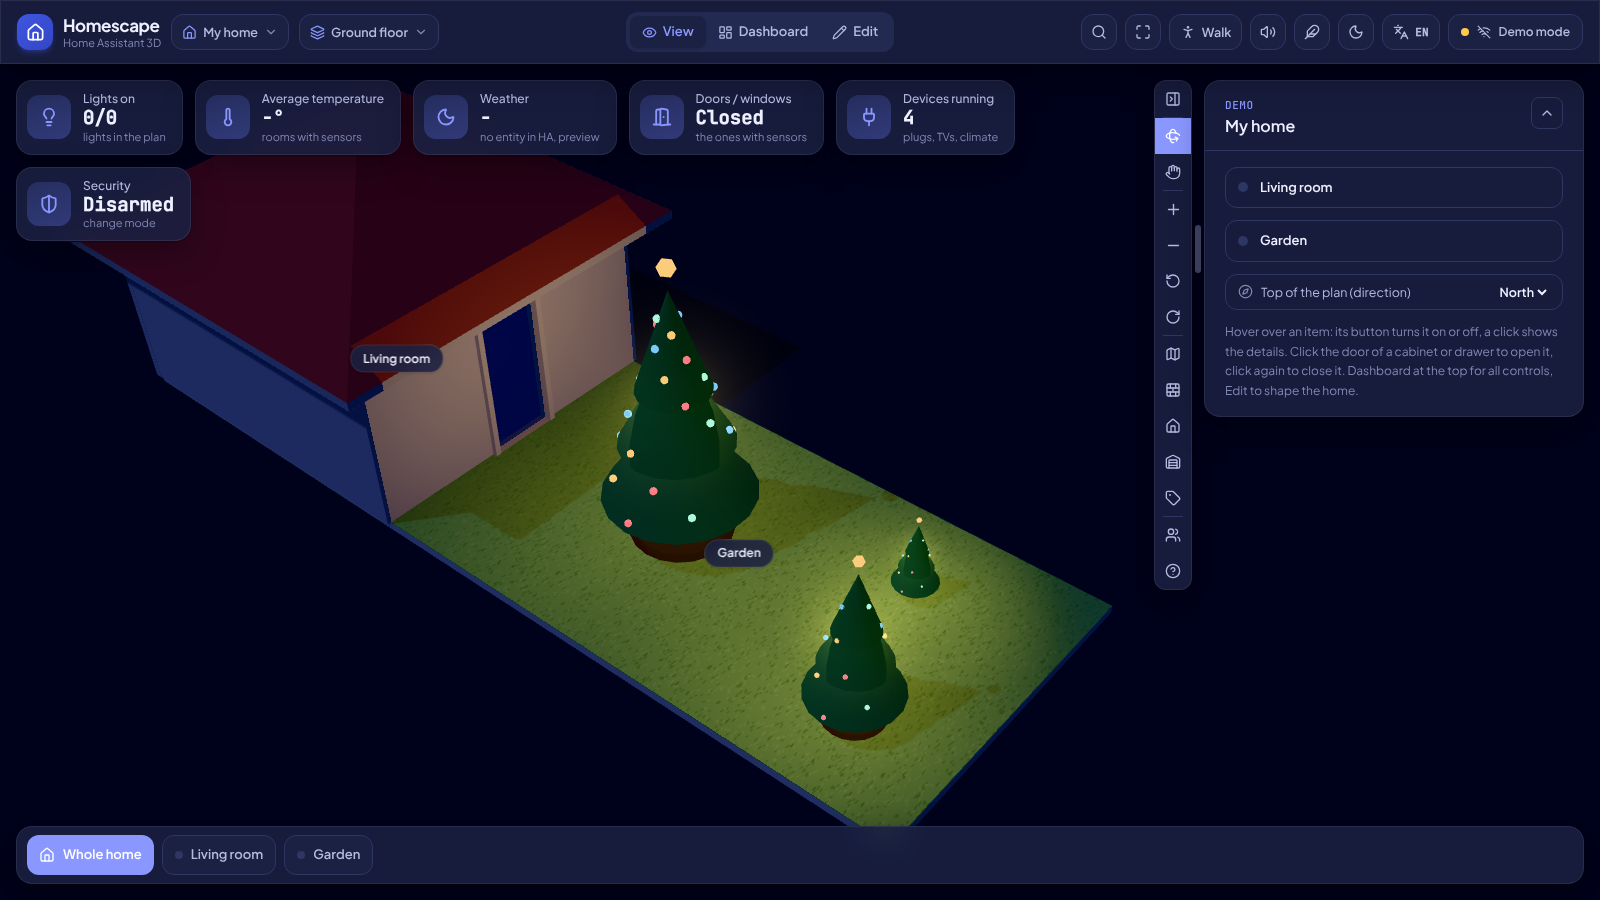 Homescape
Home Assistant 3D
My home
Ground floor
View
Dashboard
Edit
Walk
EN
Demo mode
Lights on
0/0
lights in the plan
Average temperature
-°
rooms with sensors
Weather
-
no entity in HA, preview
Doors / windows
Closed
the ones with sensors
Devices running
4
plugs, TVs, climate
Security
Disarmed
change mode
Living room
Garden
DEMO
My home
Living room
Garden
Top of the plan (direction)
North
Hover over an item: its button turns it on or off, a click shows
the details. Click the door of a cabinet or drawer to open it,
click again to close it. Dashboard at the top for all controls,
Edit to shape the home.
Whole home
Living room
Garden